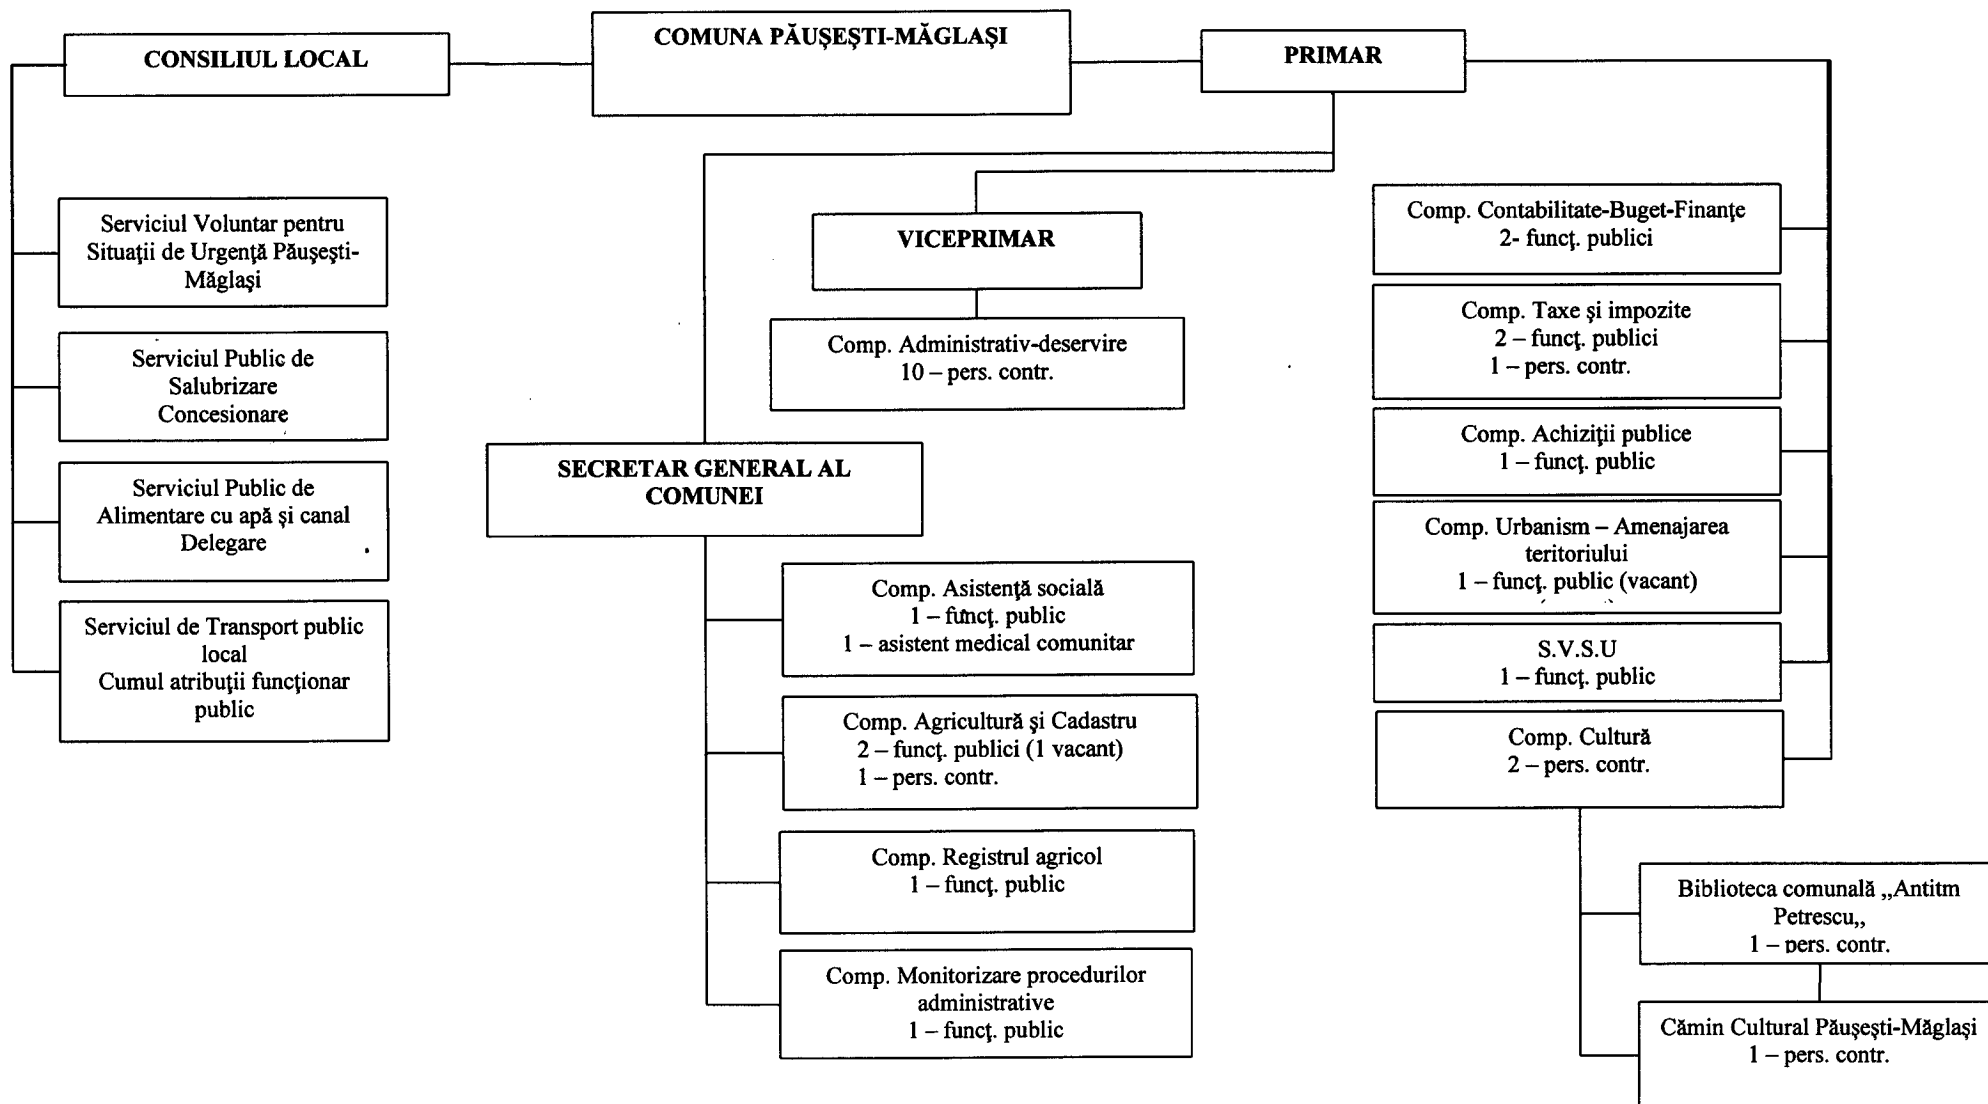 COMUNA PĂUŞEŞTI-MĂGLAŞI
CONSILIUL LOCAL
PRIMAR
Serviciul Voluntar pentru
Situaţii de Urgenţă Păuşeşti-
Măglaşi
Serviciul Public de
Salubrizare
Concesionare
Serviciul Public de
Alimentare cu apă şi canal
Delegare
Serviciul de Transport public
local
Cumul atribuţii funcţionar
public
VICEPRIMAR
Comp. Administrativ-deservire
10 – pers. contr.
SECRETAR GENERAL AL
COMUNEI
Comp. Asistenţă socială
1 – funcţ. public
1 – asistent medical comunitar
Comp. Agricultură şi Cadastru
2 – funcţ. publici (1 vacant)
1 – pers. contr.
Comp. Registrul agricol
1 – funcţ. public
Comp. Monitorizare procedurilor
administrative
1 – funcţ. public
Comp. Contabilitate-Buget-Finanţe
2- funcţ. publici
Comp. Taxe şi impozite
2 – funcţ. publici
1 – pers. contr.
Comp. Achiziţii publice
1 – funcţ. public
Comp. Urbanism – Amenajarea
teritoriului
1 – funcţ. public (vacant)
S.V.S.U
1 – funcţ. public
Comp. Cultură
2 – pers. contr.
Biblioteca comunală „Antitm
Petrescu„
1 – pers. contr.
Cămin Cultural Păuşeşti-Măglaşi
1 – pers. contr.